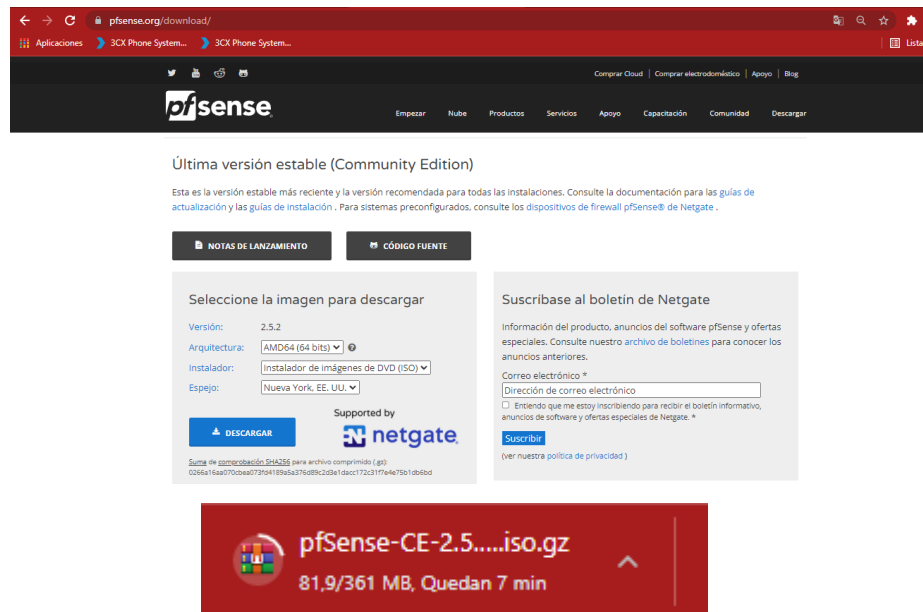 pfsense.org/download/
Aplicaciones 3CX Phone System... 3CX Phone System... Lista
Comprar Cloud | Comprar electrodoméstico | Apoyo | Blog
pfsense
Empezar Nube Productos Servicios Apoyo Capacitación Comunidad Descargar
Última versión estable (Community Edition)
Esta es la versión estable más reciente y la versión recomendada para todas las instalaciones. Consulte la documentación para las guías de
actualización y las guías de instalación . Para sistemas preconfigurados, consulte los dispositivos de firewall pfSense® de Netgate .
NOTAS DE LANZAMIENTO CÓDIGO FUENTE
Seleccione la imagen para descargar
Versión: 2.5.2
Arquitectura: AMD64 (64 bits)
Instalador: Instalador de imágenes de DVD (ISO)
Espejo: Nueva York, EE. UU.
DESCARGAR
Supported by
netgate
Suma de comprobación SHA256 para archivo comprimido (.gz):
Suscríbase al boletín de Netgate
Información del producto, anuncios del software pfSense y ofertas
especiales. Consulte nuestro archivo de boletines para conocer los
anuncios anteriores.
Correo electrónico *
Dirección de correo electrónico
Entiendo que me estoy inscribiendo para recibir el boletín informativo,
anuncios de software y ofertas especiales de Netgate. *
Suscribir
(ver nuestra política de privacidad )
pfSense-CE-2.5.....iso.gz
81,9/361 MB, Quedan 7 min